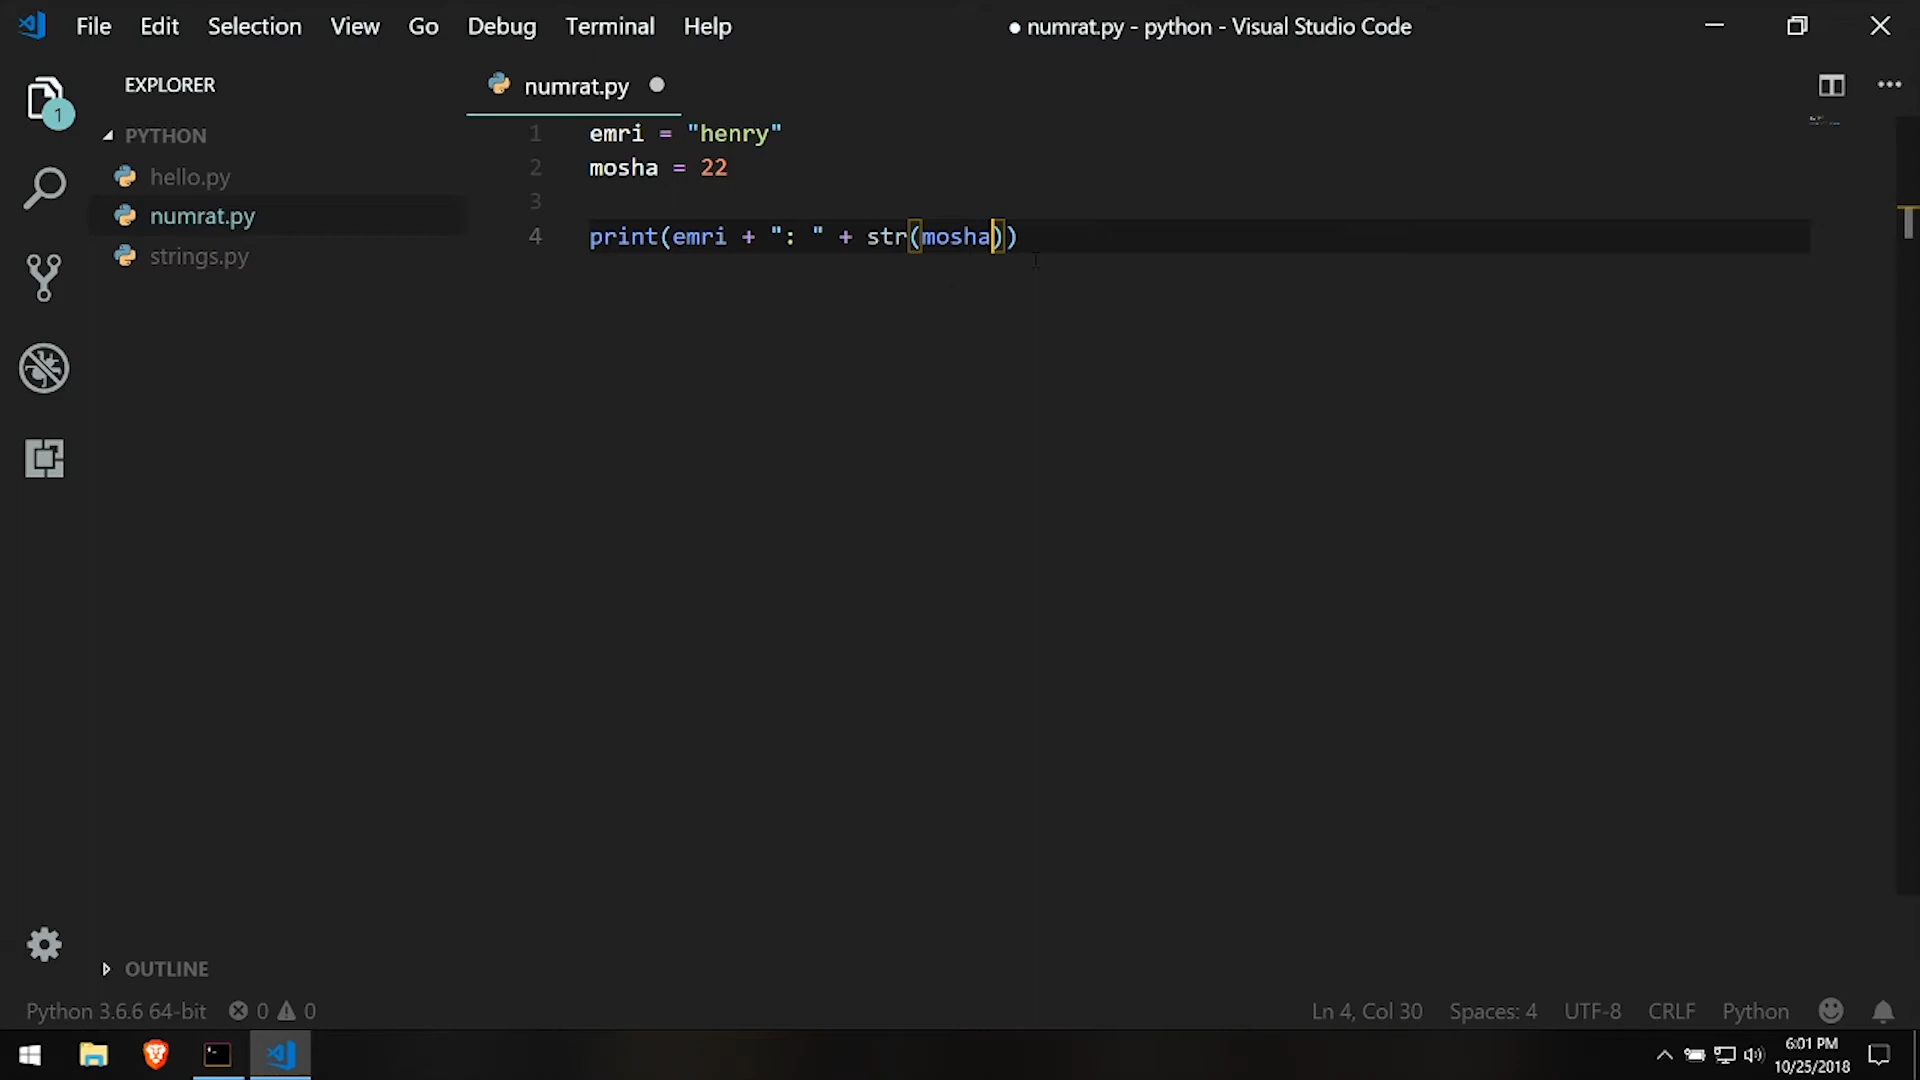 File Edit Selection View Go Debug Terminal Help
● numrat.py - python - Visual Studio Code
EXPLORER
numrat.py
1
PYTHON
hello.py
numrat.py
strings.py
1 emri = "henry"
2 mosha = 22
3
4 print(emri + ": " + str(mosha))
OUTLINE
Python 3.6.6 64-bit 0 0
Ln 4, Col 30 Spaces: 4 UTF-8 CRLF Python
6:01 PM
10/25/2018